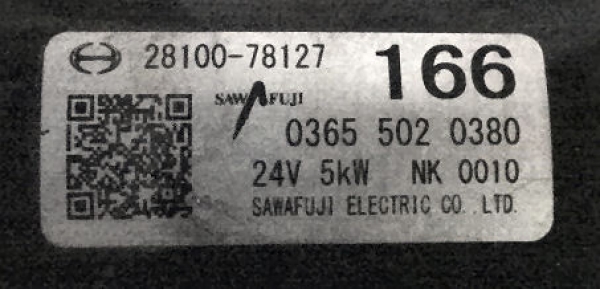 28100-78127 166
SAWAFUJI
0365 502 0380
24V 5kW NK 0010
SAWAFUJI ELECTRIC CO.,LTD.